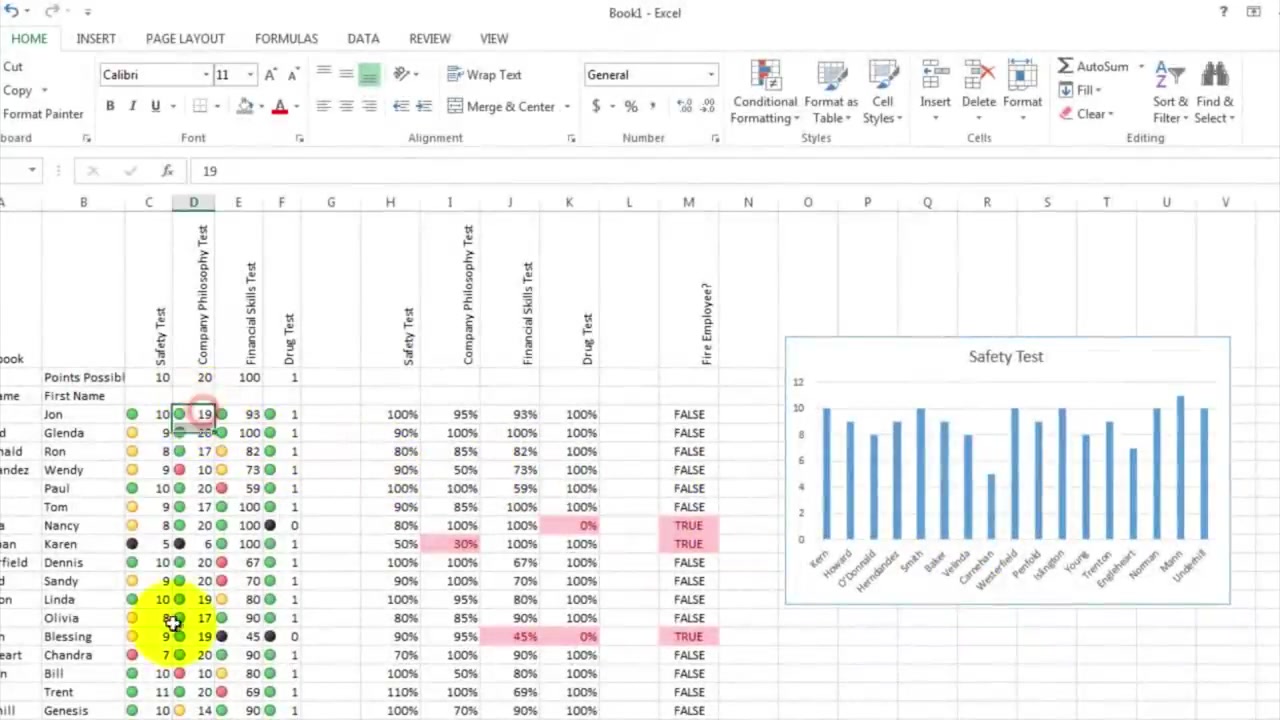 Book1 - Excel
?
HOME INSERT PAGE LAYOUT FORMULAS DATA REVIEW VIEW
Cut
Copy
Format Painter
board
Calibri 11
B I U
Font
Wrap Text
Merge & Center
Alignment
General
$ % ,
Number
Conditional Formatting
Format as Table
Cell Styles
Styles
Insert Delete Format
Cells
AutoSum
Fill
Clear
Sort & Filter
Find & Select
Editing
fx 19
A B C D E F G H I J K L M N O P Q R S T U V
book Safety Test Company Philosophy Test Financial Skills Test Drug Test Safety Test Company Philosophy Test Financial Skills Test Drug Test Fire Employee?
Points Possibl 10 20 100 1
ame First Name
Jon 10 19 93 1 100% 95% 93% 100% FALSE
d Glenda 9 20 100 1 90% 100% 100% 100% FALSE
nald Ron 8 17 82 1 80% 85% 82% 100% FALSE
andez Wendy 9 10 73 1 90% 50% 73% 100% FALSE
Paul 10 20 59 1 100% 100% 59% 100% FALSE
Tom 9 17 100 1 90% 85% 100% 100% FALSE
a Nancy 8 20 100 0 80% 100% 100% 0% TRUE
an Karen 5 6 100 1 50% 30% 100% 100% TRUE
rfield Dennis 10 20 67 1 100% 100% 67% 100% FALSE
d Sandy 9 20 70 1 90% 100% 70% 100% FALSE
on Linda 10 19 80 1 100% 95% 80% 100% FALSE
Olivia 8 17 90 1 80% 85% 90% 100% FALSE
h Blessing 9 19 45 0 90% 95% 45% 0% TRUE
eart Chandra 7 20 90 1 70% 100% 90% 100% FALSE
n Bill 10 10 80 1 100% 50% 80% 100% FALSE
Trent 11 20 69 1 110% 100% 69% 100% FALSE
hill Genesis 10 14 90 1 100% 70% 90% 100% FALSE
Safety Test
12
10
8
6
4
2
0
Kern Howard O'Donnald Hernandez Smith Baker Velinda Carnehan Westerfield Penfold Islington Young Trenton Engleheart Norman Mann Underhill